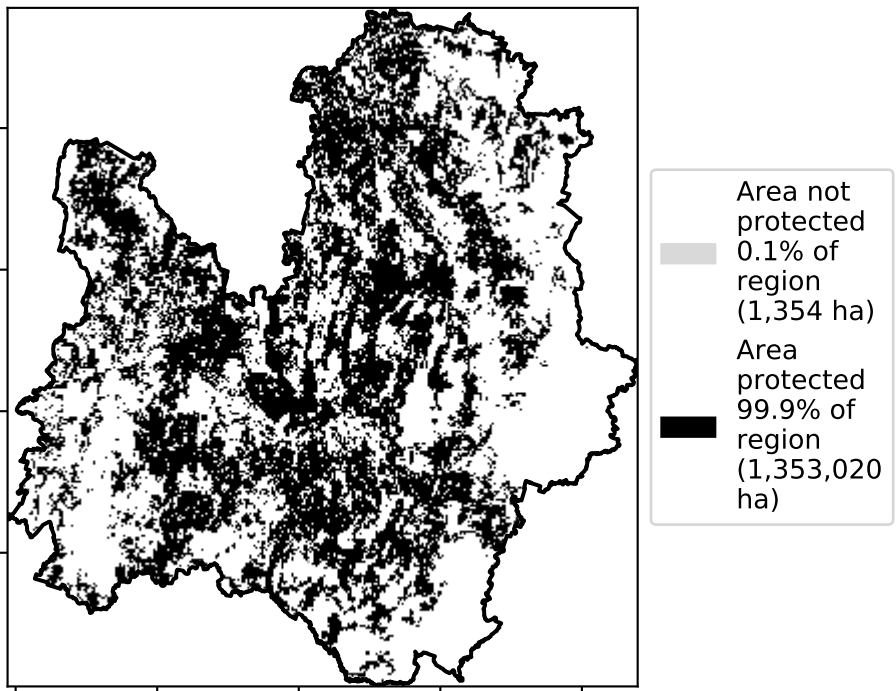 Area not
protected
0.1% of
region
(1,354 ha)
Area
protected
99.9% of
region
(1,353,020
ha)